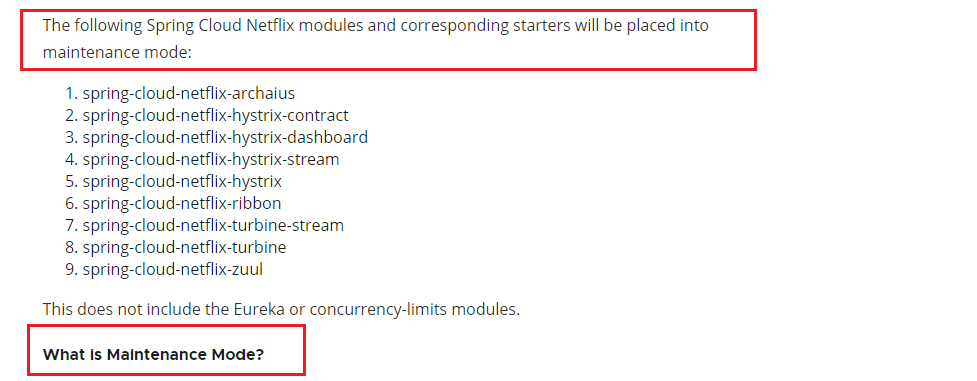 The following Spring Cloud Netflix modules and corresponding starters will be placed into
maintenance mode:
1. spring-cloud-netflix-archaius
2. spring-cloud-netflix-hystrix-contract
3. spring-cloud-netflix-hystrix-dashboard
4. spring-cloud-netflix-hystrix-stream
5. spring-cloud-netflix-hystrix
6. spring-cloud-netflix-ribbon
7. spring-cloud-netflix-turbine-stream
8. spring-cloud-netflix-turbine
9. spring-cloud-netflix-zuul
This does not include the Eureka or concurrency-limits modules.
What is Maintenance Mode?